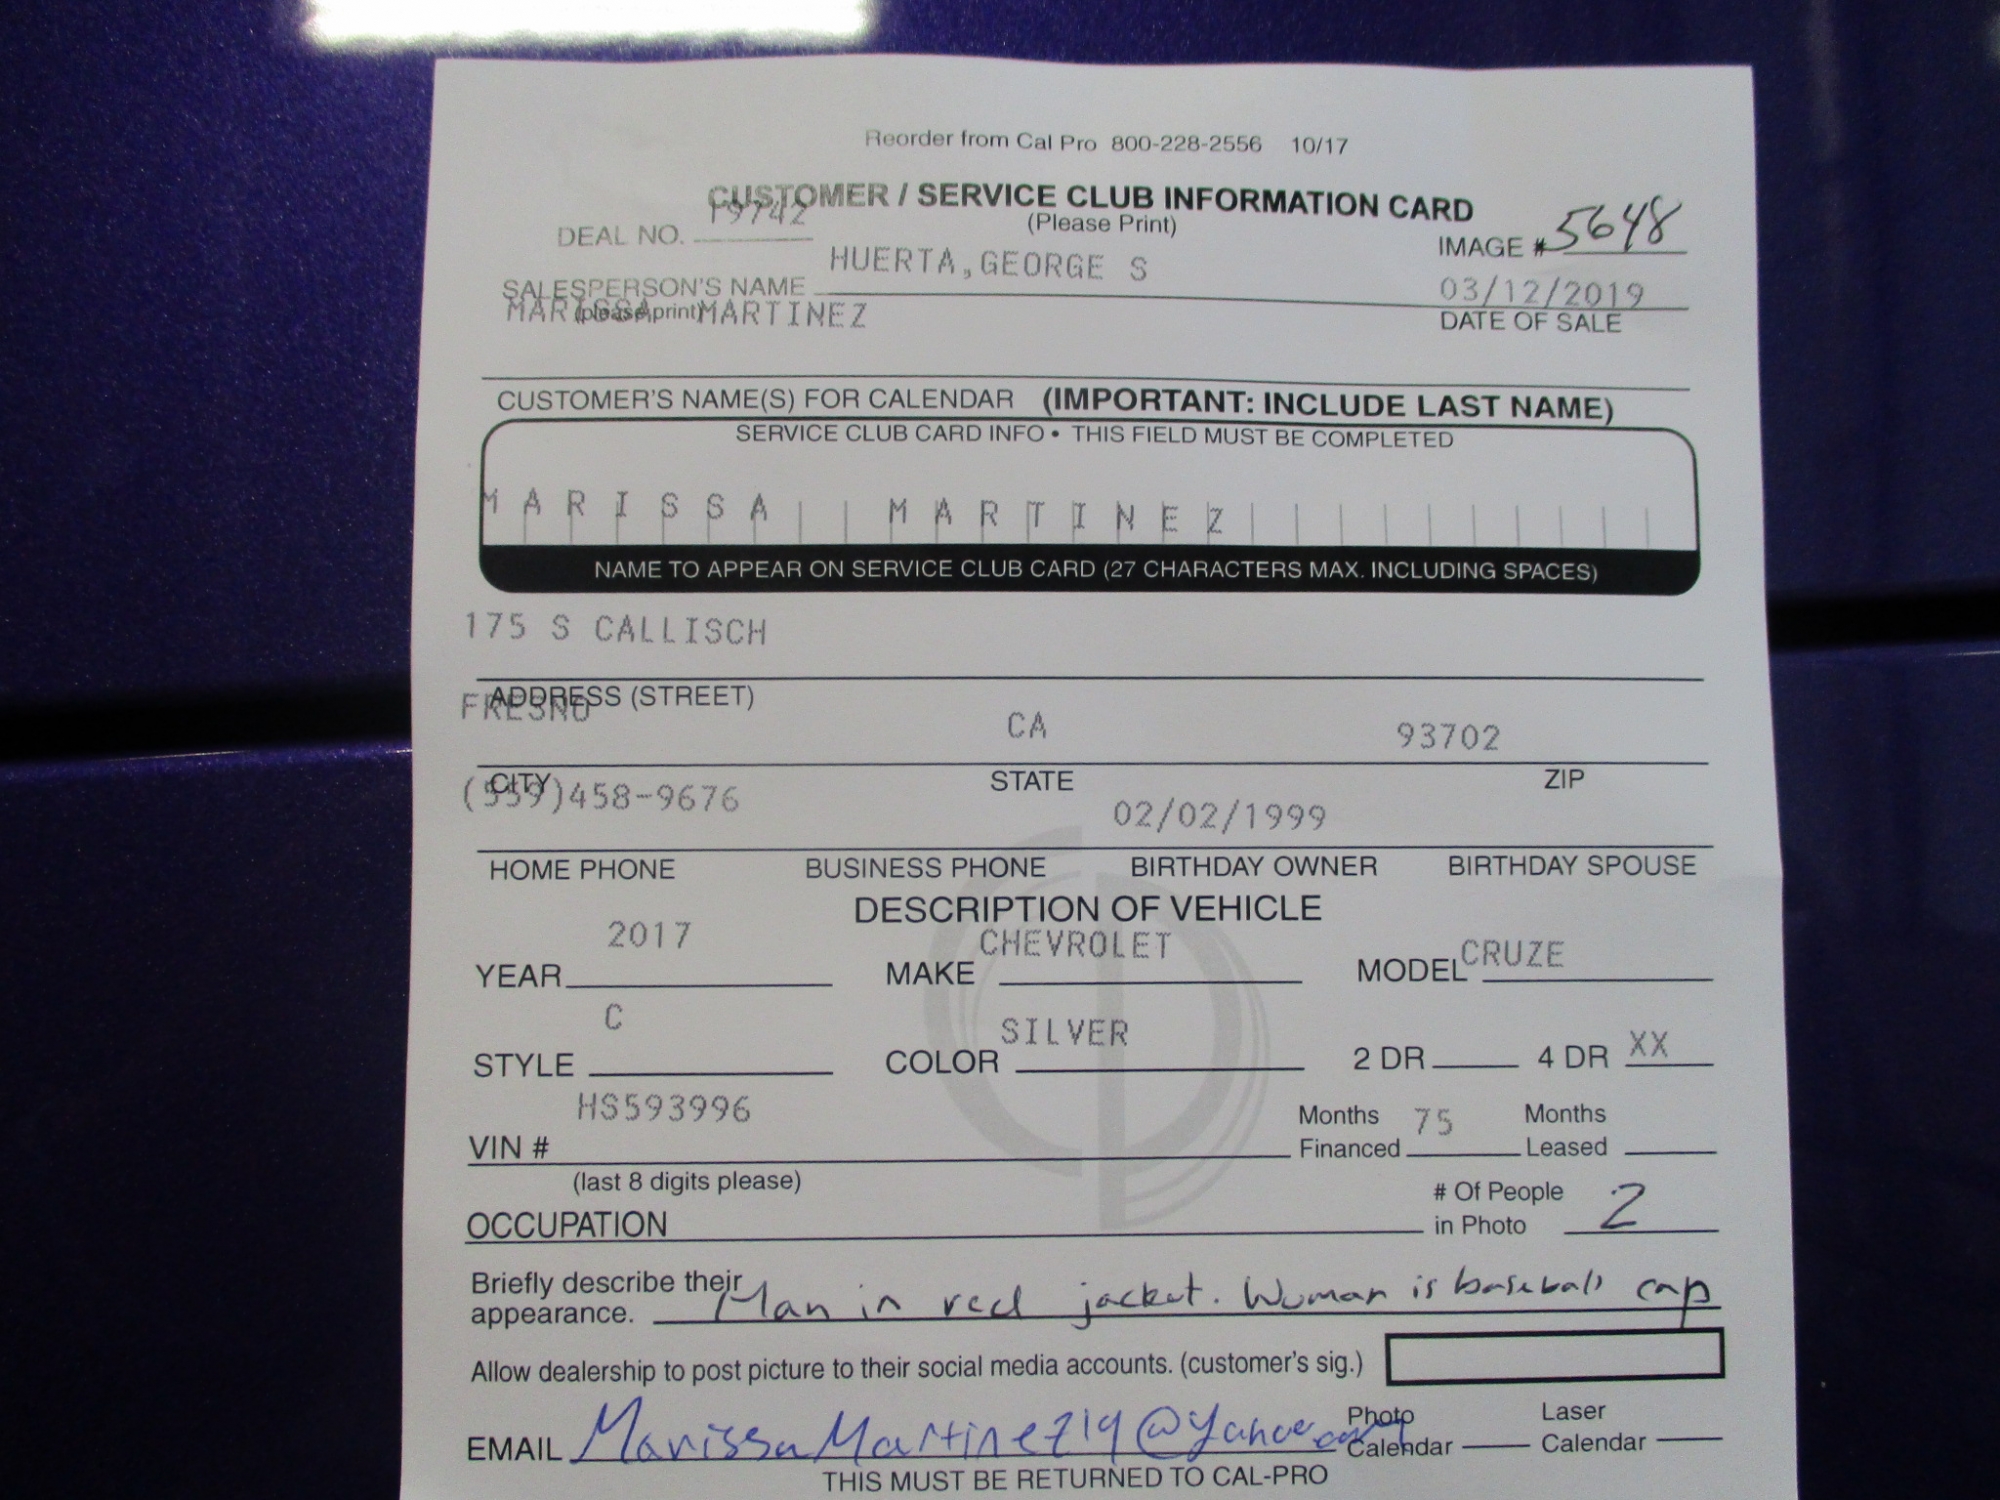 Reorder from Cal Pro 800-228-2556 10/17
CUSTOMER / SERVICE CLUB INFORMATION CARD
(Please Print)
DEAL NO. 19742
IMAGE # 5648
HUERTA,GEORGE S
SALESPERSON'S NAME
(please print)
03/12/2019
DATE OF SALE
MARISSA MARTINEZ
CUSTOMER'S NAME(S) FOR CALENDAR (IMPORTANT: INCLUDE LAST NAME)
SERVICE CLUB CARD INFO • THIS FIELD MUST BE COMPLETED
MARISSA MARTINEZ
NAME TO APPEAR ON SERVICE CLUB CARD (27 CHARACTERS MAX. INCLUDING SPACES)
175 S CALLISCH
ADDRESS (STREET)
FRESNO CA 93702
CITY STATE ZIP
(559)458-9676 02/02/1999
HOME PHONE BUSINESS PHONE BIRTHDAY OWNER BIRTHDAY SPOUSE
DESCRIPTION OF VEHICLE
YEAR 2017 MAKE CHEVROLET MODEL CRUZE
STYLE C COLOR SILVER 2 DR 4 DR XX
VIN # HS593996 Months Financed 75 Months Leased
(last 8 digits please)
OCCUPATION # Of People in Photo 2
Briefly describe their
appearance. Man in red jacket. Woman is baseball cap
Allow dealership to post picture to their social media accounts. (customer's sig.)
EMAIL MarissaMartinez19@yahoo.com Photo Calendar Laser Calendar
THIS MUST BE RETURNED TO CAL-PRO